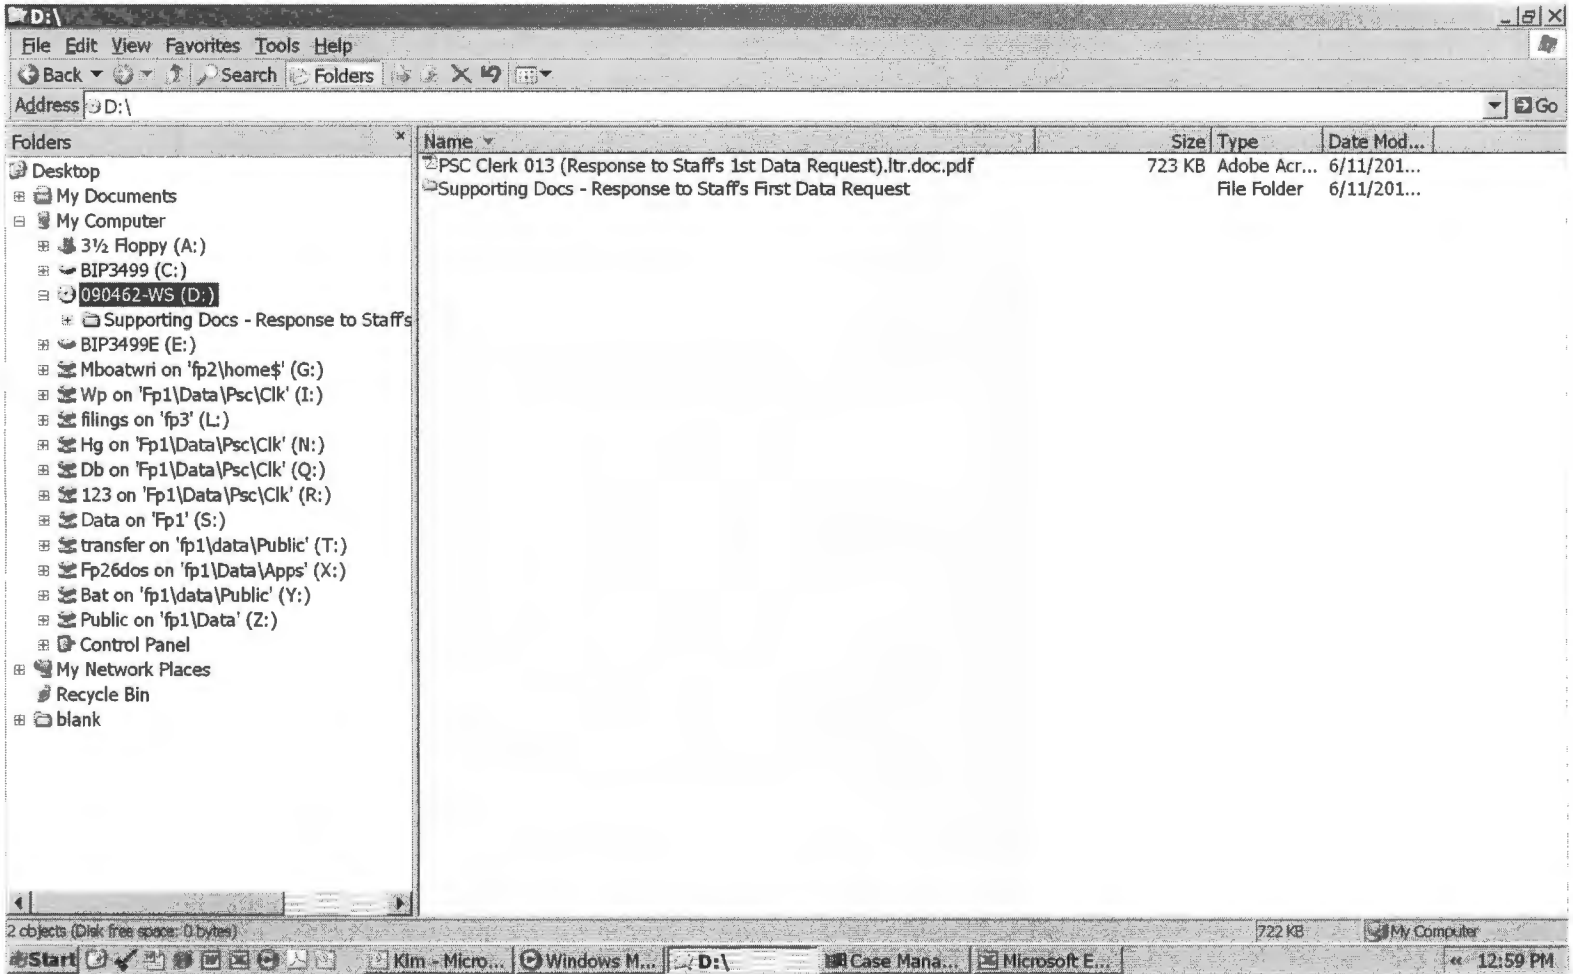 D:\
File Edit View Favorites Tools Help
Back Search Folders
Address D:\ Go
Folders
Desktop
My Documents
My Computer
3½ Floppy (A:)
BIP3499 (C:)
090462-WS (D:)
Supporting Docs - Response to Staff's
BIP3499E (E:)
Mboatwri on 'fp2\home$' (G:)
Wp on 'Fp1\Data\Psc\Clk' (I:)
filings on 'fp3' (L:)
Hg on 'Fp1\Data\Psc\Clk' (N:)
Db on 'Fp1\Data\Psc\Clk' (Q:)
123 on 'Fp1\Data\Psc\Clk' (R:)
Data on 'Fp1' (S:)
transfer on 'fp1\data\Public' (T:)
Fp26dos on 'fp1\Data\Apps' (X:)
Bat on 'fp1\data\Public' (Y:)
Public on 'fp1\Data' (Z:)
Control Panel
My Network Places
Recycle Bin
blank
Name Size Type Date Mod...
PSC Clerk 013 (Response to Staff's 1st Data Request).ltr.doc.pdf 723 KB Adobe Acr... 6/11/201...
Supporting Docs - Response to Staff's First Data Request File Folder 6/11/201...
2 objects (Disk free space: 0 bytes) 722 KB My Computer
Start Kim - Micro... Windows M... D:\ Case Mana... Microsoft E... « 12:59 PM